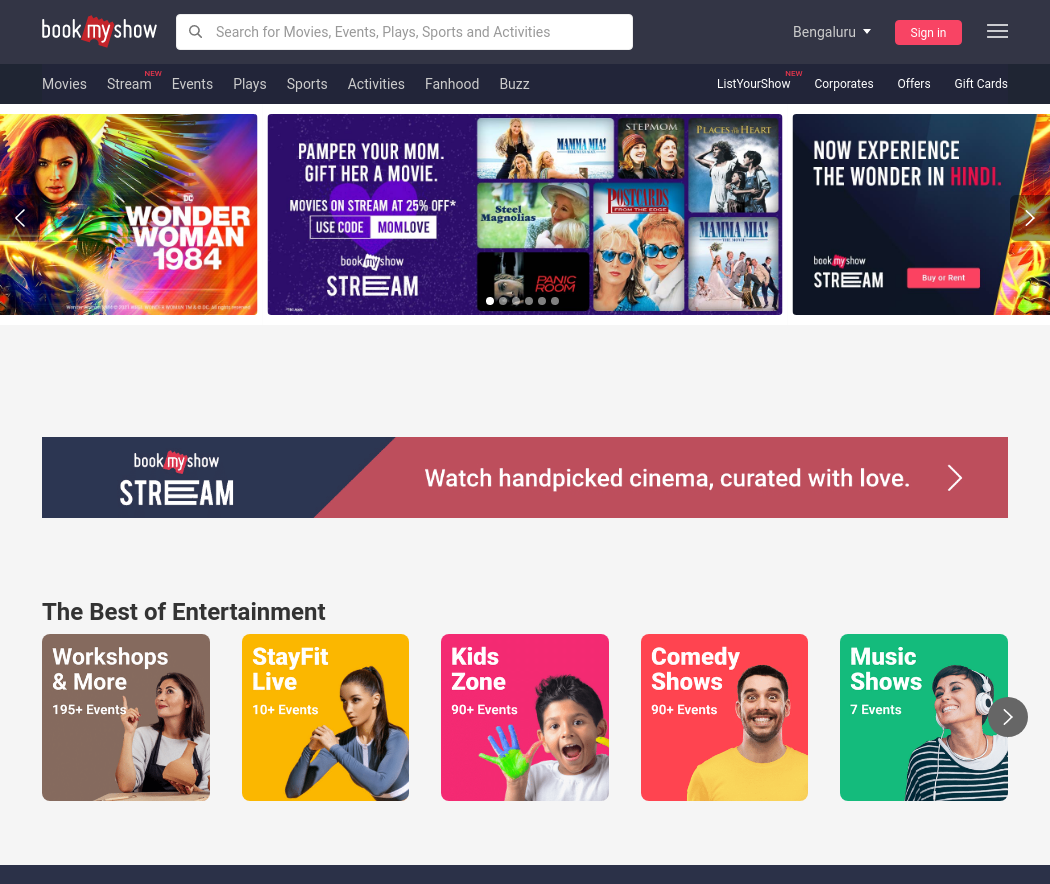 book my show
Search for Movies, Events, Plays, Sports and Activities
Bengaluru
Sign in
Movies Stream NEW Events Plays Sports Activities Fanhood Buzz
ListYourShow NEW Corporates Offers Gift Cards
DC
WONDER
WOMAN
1984
PAMPER YOUR MOM.
GIFT HER A MOVIE.
MOVIES ON STREAM AT 25% OFF*
USE CODE MOMLOVE
book my show
STREAM
MAMMA MIA!
STEPMOM
PLACES IN THE HEART
Steel
Magnolias
POSTCARDS
FROM THE EDGE
MAMMA MIA!
PANIC
ROOM
NOW EXPERIENCE
THE WONDER IN HINDI.
book my show
STREAM
Buy or Rent
book my show
STREAM
Watch handpicked cinema, curated with love.
The Best of Entertainment
Workshops
& More
195+ Events
StayFit
Live
10+ Events
Kids
Zone
90+ Events
Comedy
Shows
90+ Events
Music
Shows
7 Events